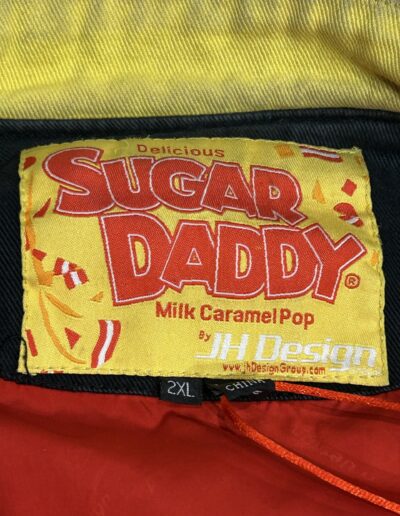 Delicious
SUGAR
DADDY®
Milk Caramel Pop
By JH Design
www.jhDesignGroup.com
2XL
CHINA